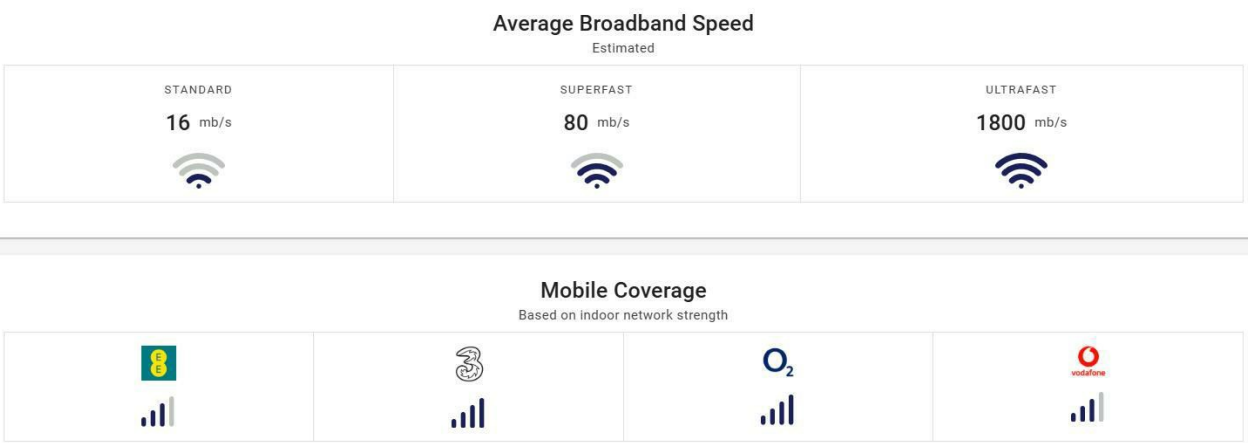 Average Broadband Speed
Estimated
STANDARD
SUPERFAST
ULTRAFAST
16 mb/s
80 mb/s
1800 mb/s
Mobile Coverage
Based on indoor network strength
E
E
3
O2
vodafone